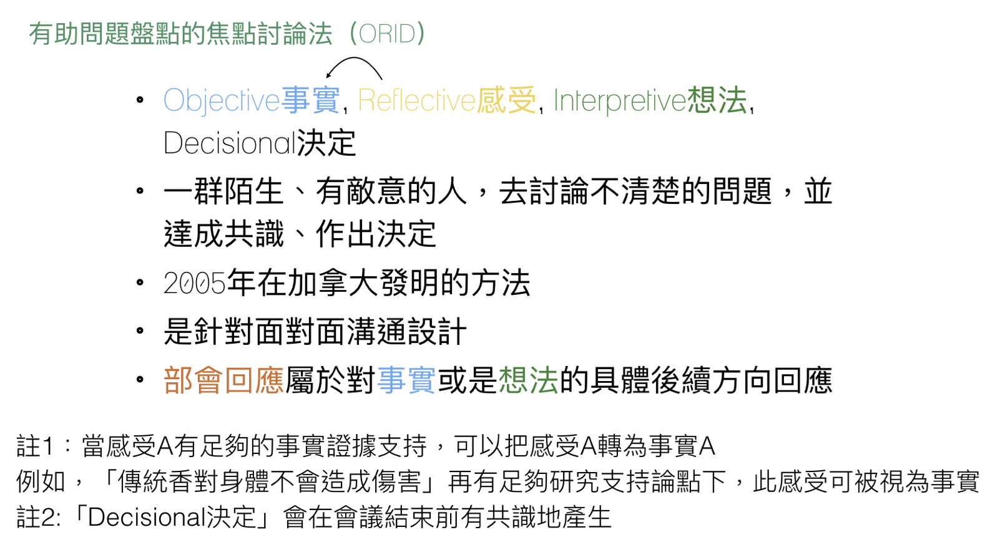 有助問題盤點的焦點討論法（ORID）
• Objective事實, Reflective感受, Interpretive想法,
Decisional決定
• 一群陌生、有敵意的人，去討論不清楚的問題，並
達成共識、作出決定
• 2005年在加拿大發明的方法
• 是針對面對面溝通設計
• 部會回應屬於對事實或是想法的具體後續方向回應
註1：當感受A有足夠的事實證據支持，可以把感受A轉為事實A
例如，「傳統香對身體不會造成傷害」再有足夠研究支持論點下，此感受可被視為事實
註2:「Decisional決定」會在會議結束前有共識地產生